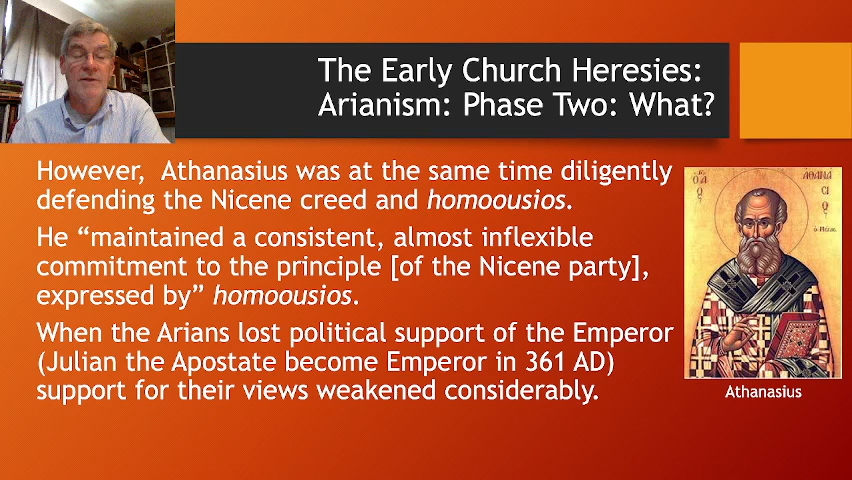 The Early Church Heresies:
Arianism: Phase Two: What?
However,  Athanasius was at the same time diligently
defending the Nicene creed and homoousios.
He “maintained a consistent, almost inflexible
commitment to the principle [of the Nicene party],
expressed by” homoousios.
When the Arians lost political support of the Emperor
(Julian the Apostate become Emperor in 361 AD)
support for their views weakened considerably.
ΑΘΑΝΑ
ΣΙ
Athanasius